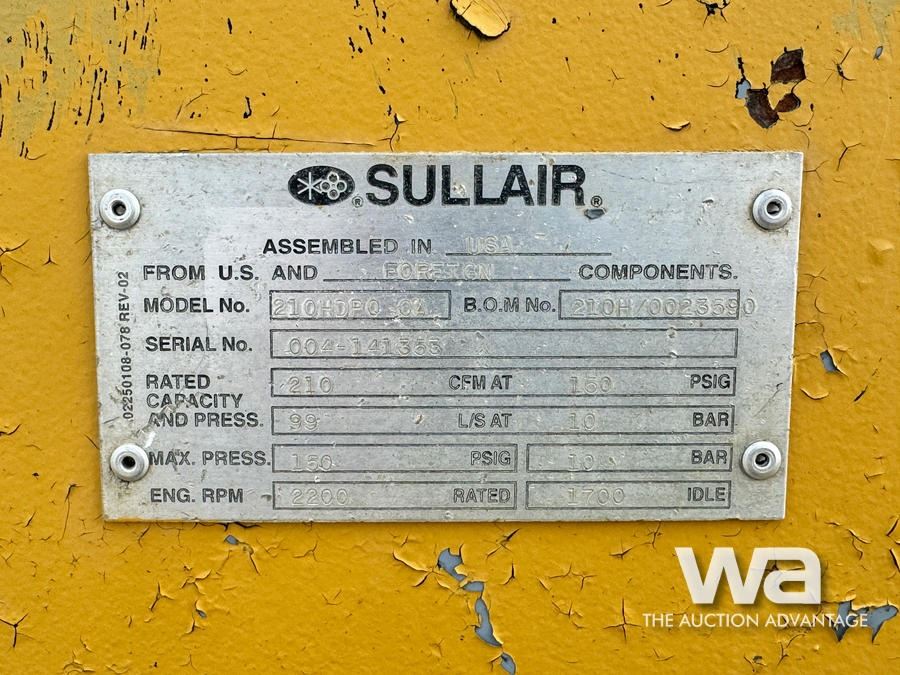 SULLAIR®
ASSEMBLED IN USA
FROM U.S. AND FOREIGN COMPONENTS.
MODEL No. 210HDPQ CA B.O.M No. 210H/0023590
SERIAL No. 004-141363
RATED CAPACITY AND PRESS. 210 CFM AT 150 PSIG
99 L/S AT 10 BAR
MAX. PRESS. 150 PSIG 10 BAR
ENG. RPM 2200 RATED 1700 IDLE
02250108-078 REV-02
wa
THE AUCTION ADVANTAGE